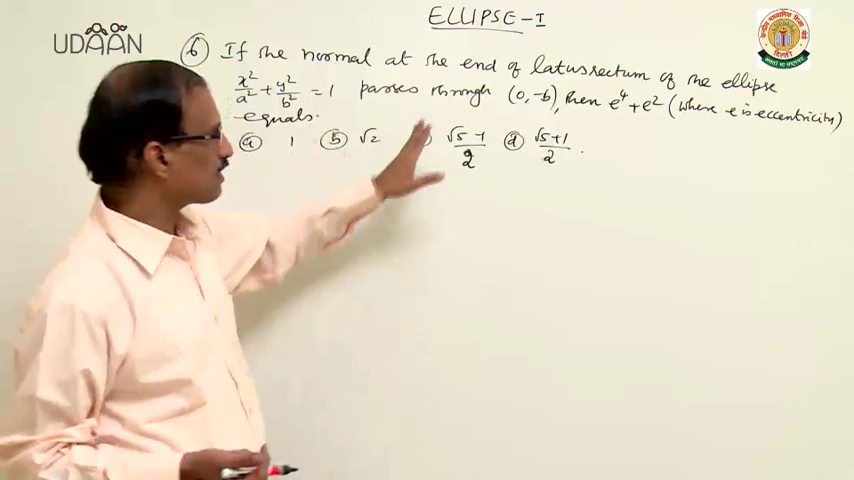 ELLIPSE-I
UDAAN
⑥ If the normal at the end of latusrectum of the ellipse
x²/a² + y²/b² = 1 passes through (0, -b), then e⁴ + e² (where e is eccentricity)
equals.
ⓐ 1 ⓑ √2 √5 - 1 / 2 ⓓ √5 + 1 / 2 .